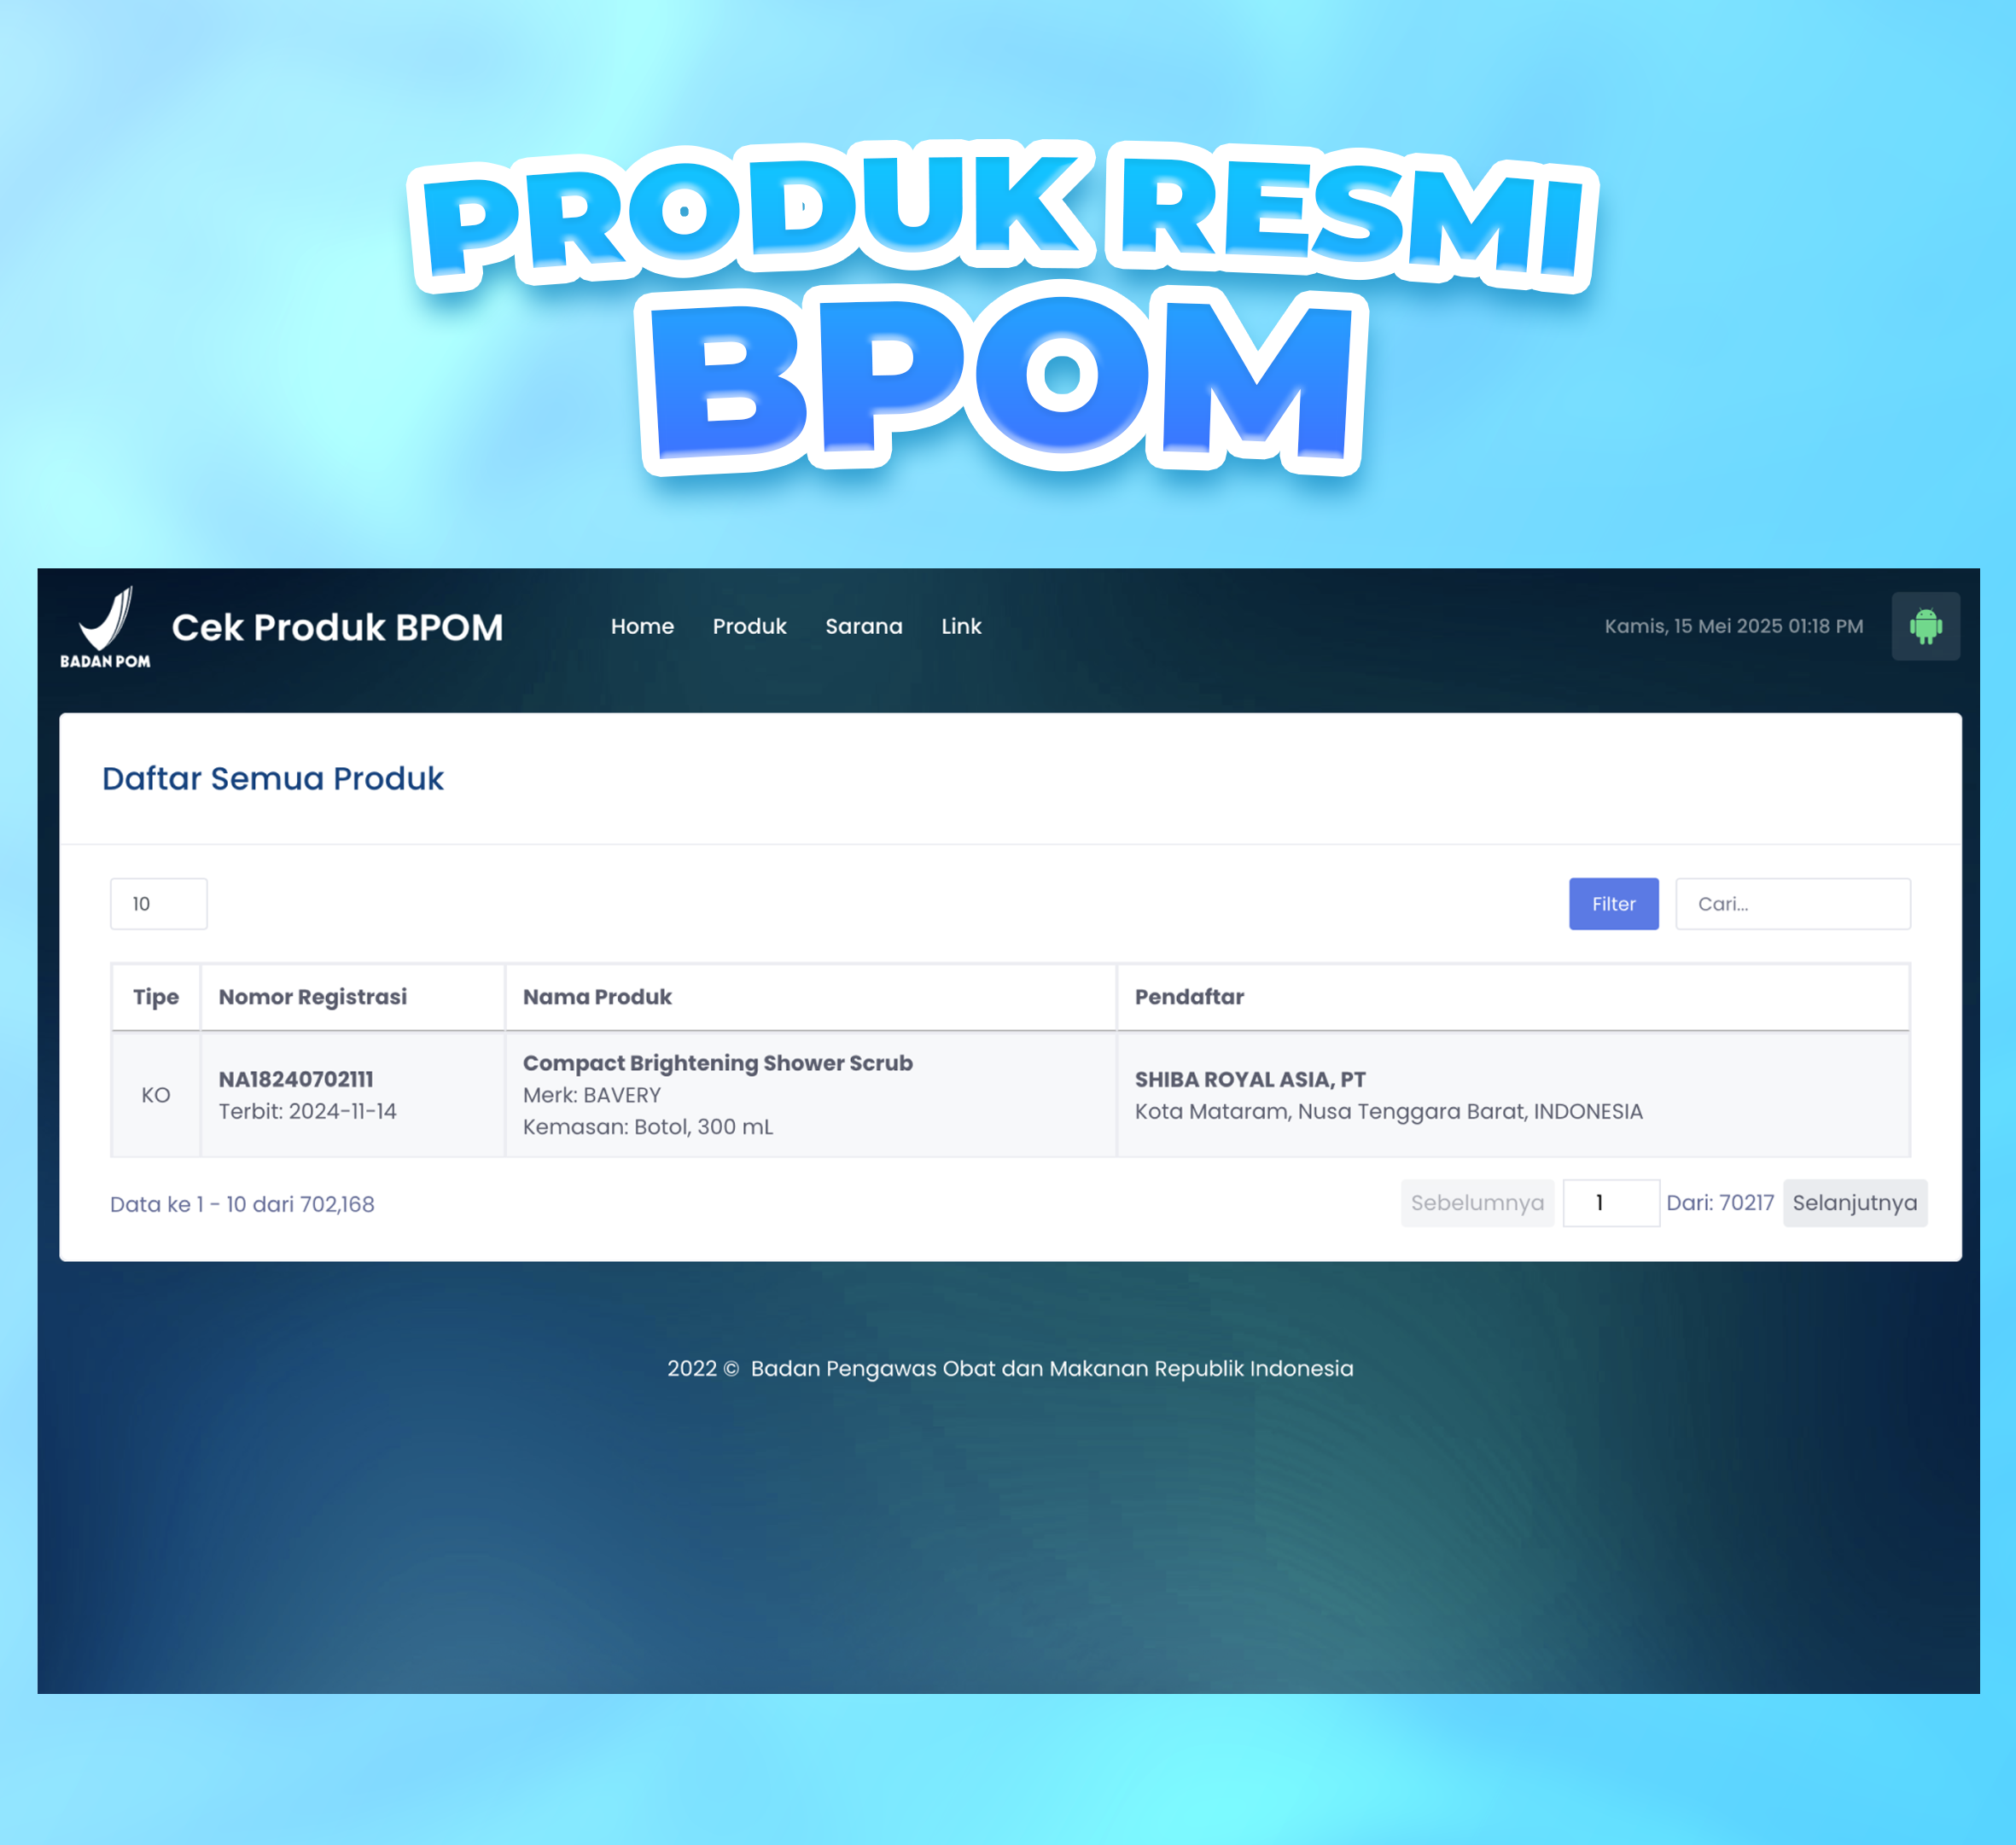 PRODUK RESMI
BPOM
BADAN POM
Cek Produk BPOM
Home Produk Sarana Link
Kamis, 15 Mei 2025 01:18 PM
Daftar Semua Produk
10
Filter
Cari...
Tipe Nomor Registrasi Nama Produk Pendaftar
KO
NA18240702111
Terbit: 2024-11-14
Compact Brightening Shower Scrub
Merk: BAVERY
Kemasan: Botol, 300 mL
SHIBA ROYAL ASIA, PT
Kota Mataram, Nusa Tenggara Barat, INDONESIA
Data ke 1 - 10 dari 702,168
Sebelumnya 1 Dari: 70217 Selanjutnya
2022 © Badan Pengawas Obat dan Makanan Republik Indonesia